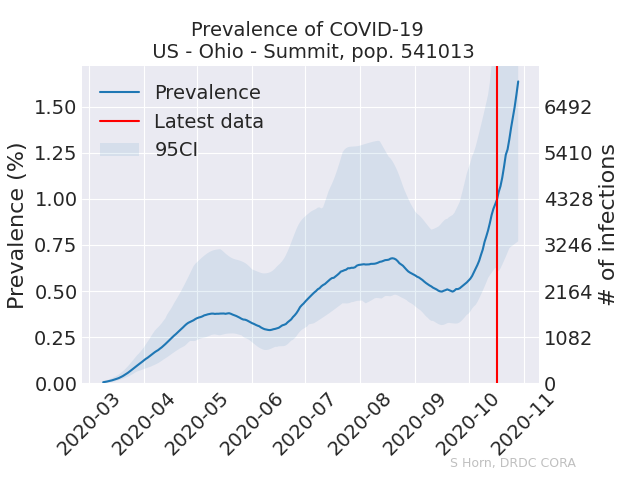 Prevalence of COVID-19
US - Ohio - Summit, pop. 541013
Prevalence
Latest data
95CI
Prevalence (%)
1.50
1.25
1.00
0.75
0.50
0.25
0.00
6492
5410
4328
3246
2164
1082
0
# of infections
2020-03
2020-04
2020-05
2020-06
2020-07
2020-08
2020-09
2020-10
2020-11
S Horn, DRDC CORA